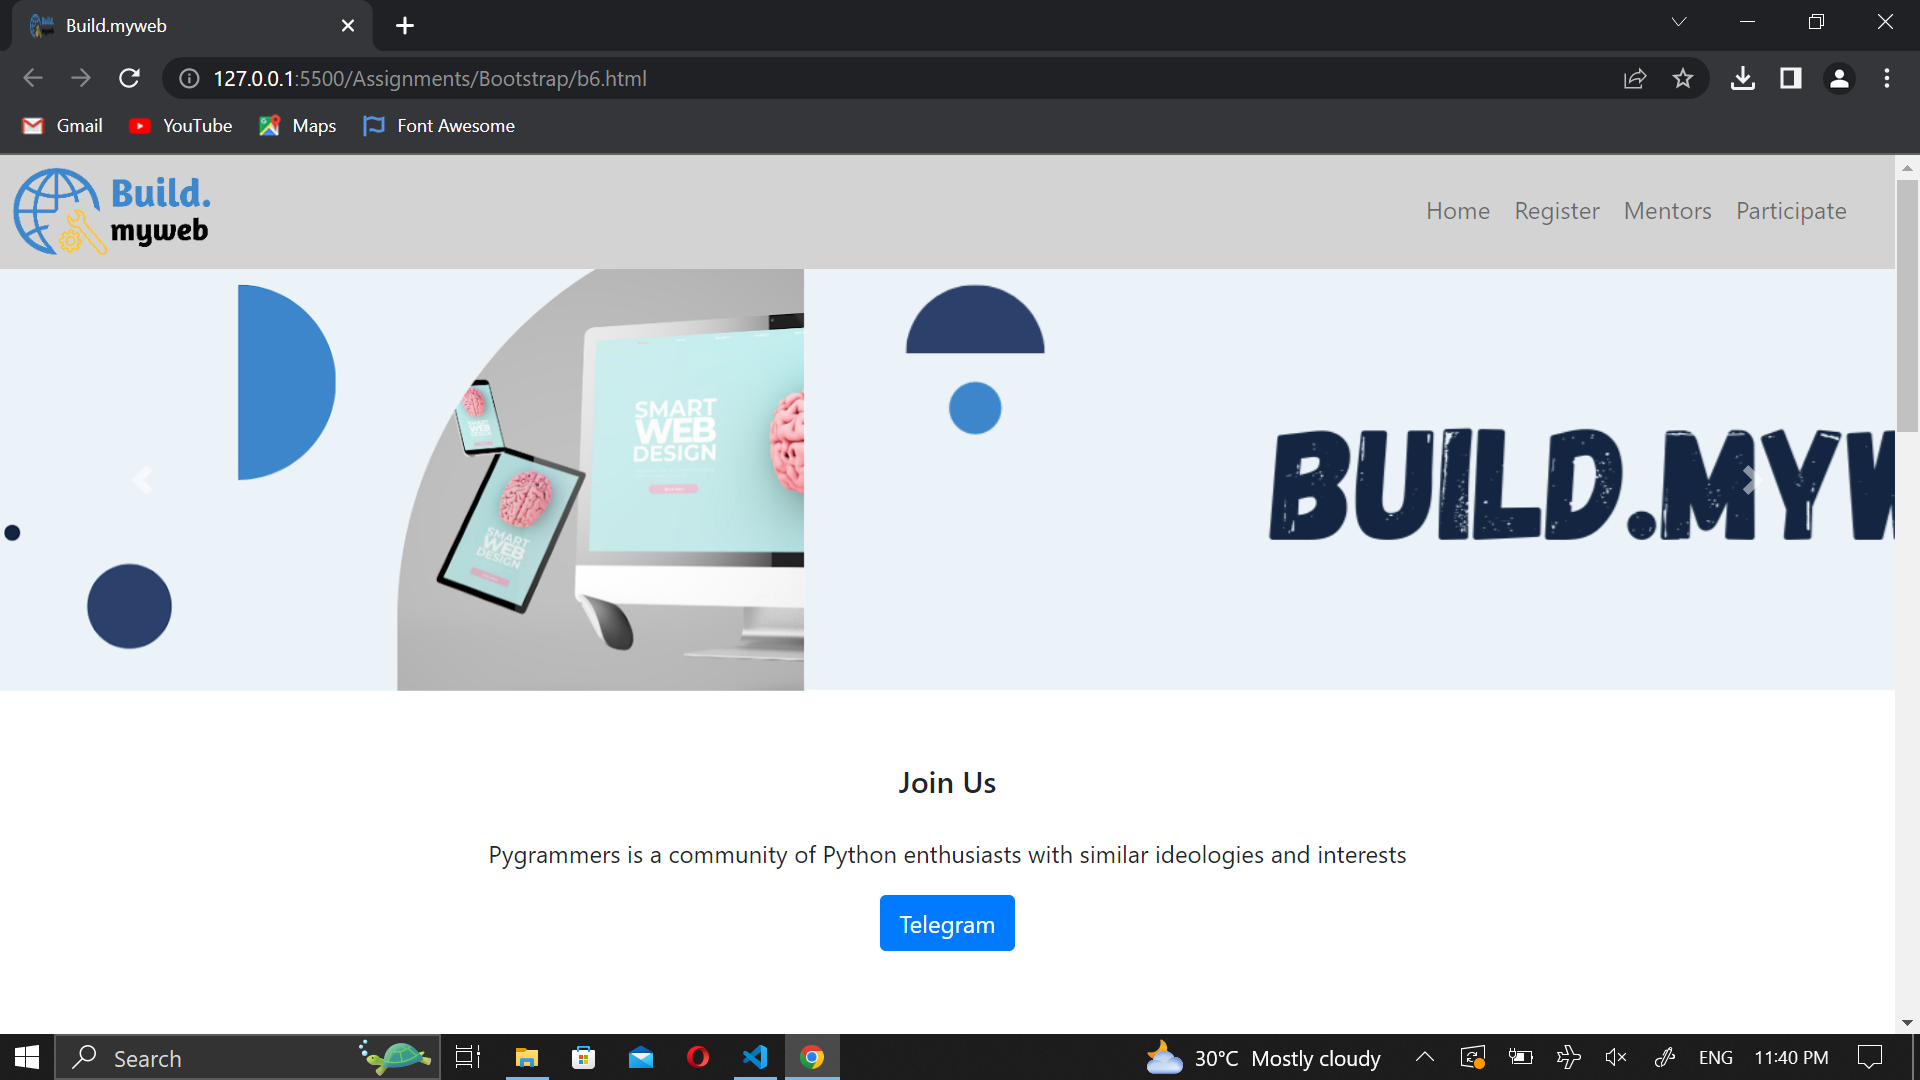 Build.myweb
127.0.0.1:5500/Assignments/Bootstrap/b6.html
Gmail YouTube Maps Font Awesome
Build.
myweb
Home Register Mentors Participate
SMART
WEB
DESIGN
SMART
WEB
DESIGN
BUILD.MYW
Join Us
Pygrammers is a community of Python enthusiasts with similar ideologies and interests
Telegram
Search
30°C Mostly cloudy
ENG
11:40 PM